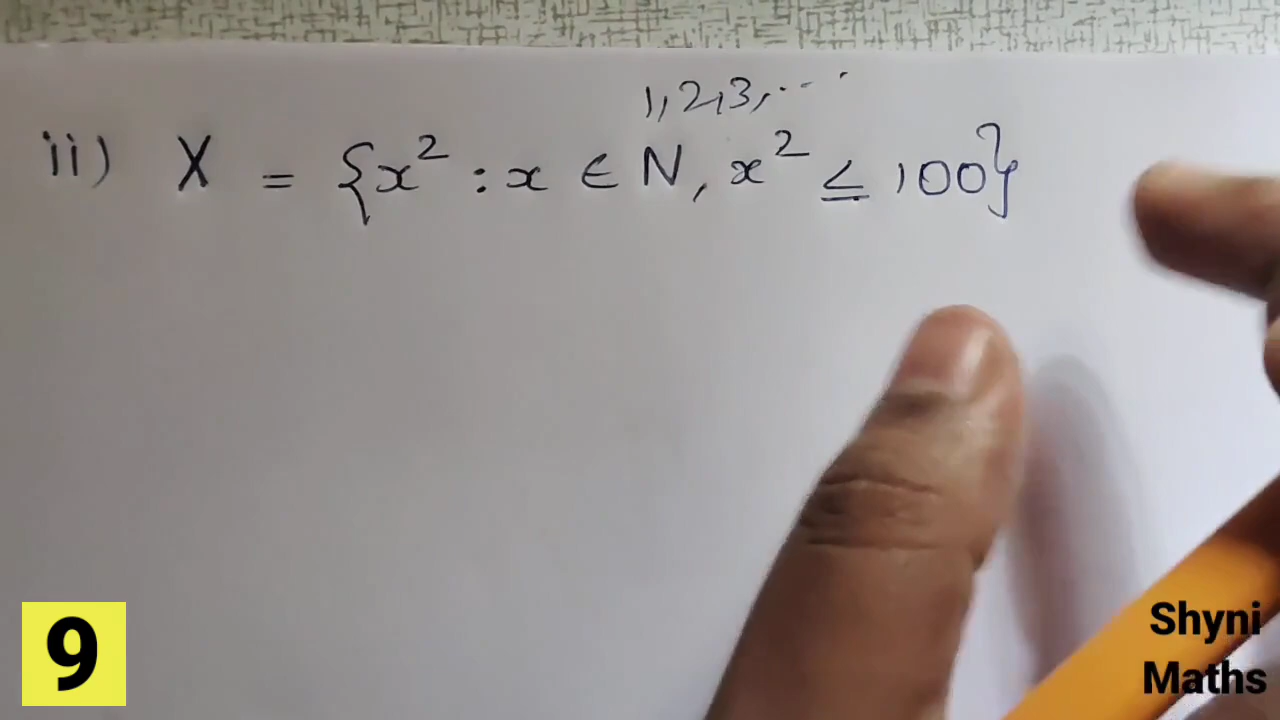 1, 2, 3, ....
ii) X = {x² : x ∈ N, x² ≤ 100}
9
Shyni
Maths